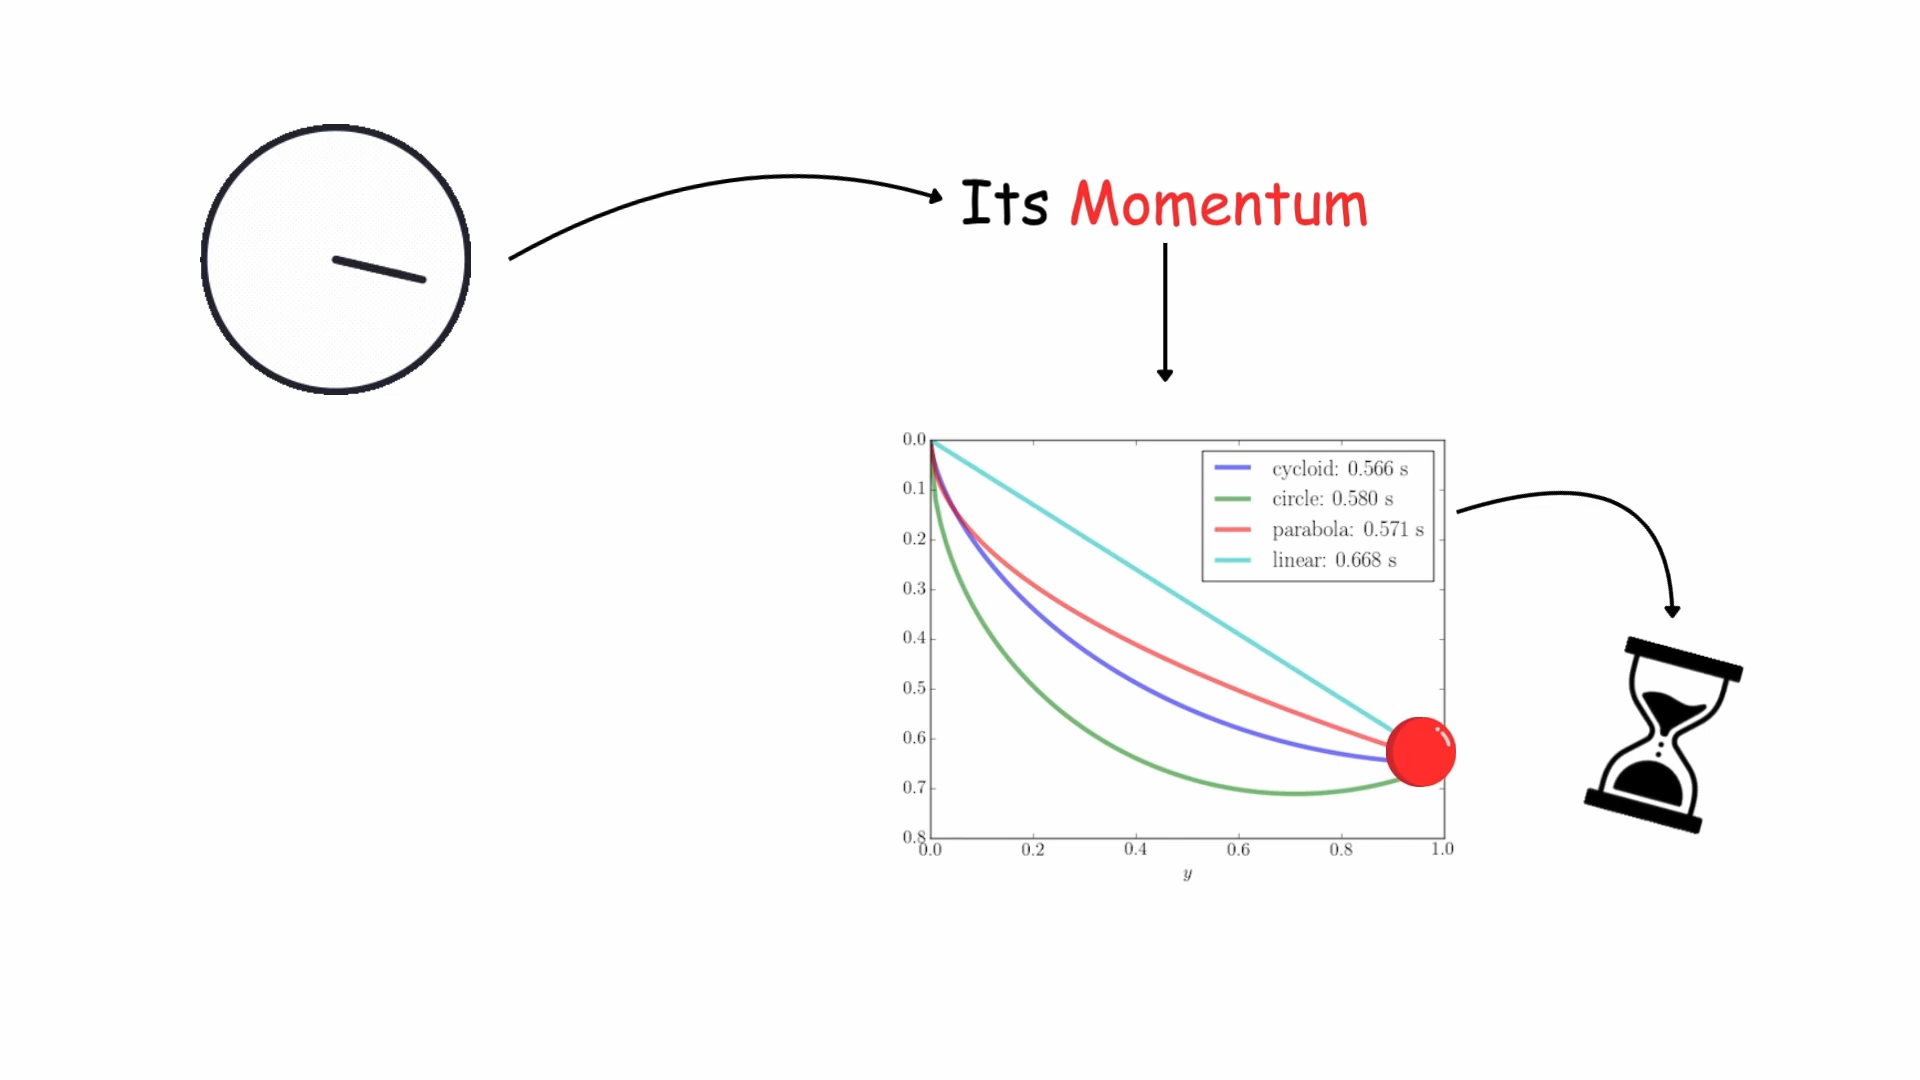 Its Momentum
cycloid: 0.566 s
circle: 0.580 s
parabola: 0.571 s
linear: 0.668 s
0.0
0.1
0.2
0.3
0.4
0.5
0.6
0.7
0.8
0.0 0.2 0.4 0.6 0.8 1.0
y